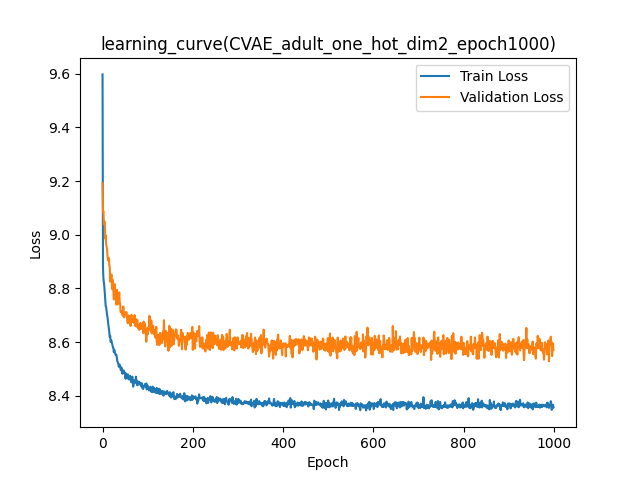 learning_curve(CVAE_adult_one_hot_dim2_epoch1000)
Train Loss
Validation Loss
Loss
9.6
9.4
9.2
9.0
8.8
8.6
8.4
0 200 400 600 800 1000
Epoch